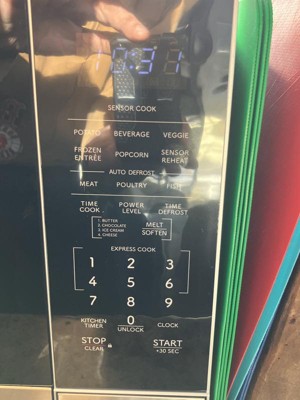 SENSOR COOK
POTATO BEVERAGE VEGGIE
FROZEN ENTRÉE POPCORN SENSOR REHEAT
AUTO DEFROST
MEAT POULTRY FISH
TIME COOK POWER LEVEL TIME DEFROST
1. BUTTER
2. CHOCOLATE
3. ICE CREAM
4. CHEESE
MELT
SOFTEN
EXPRESS COOK
1 2 3
4 5 6
7 8 9
KITCHEN TIMER 0 UNLOCK CLOCK
STOP START
CLEAN +30 SEC